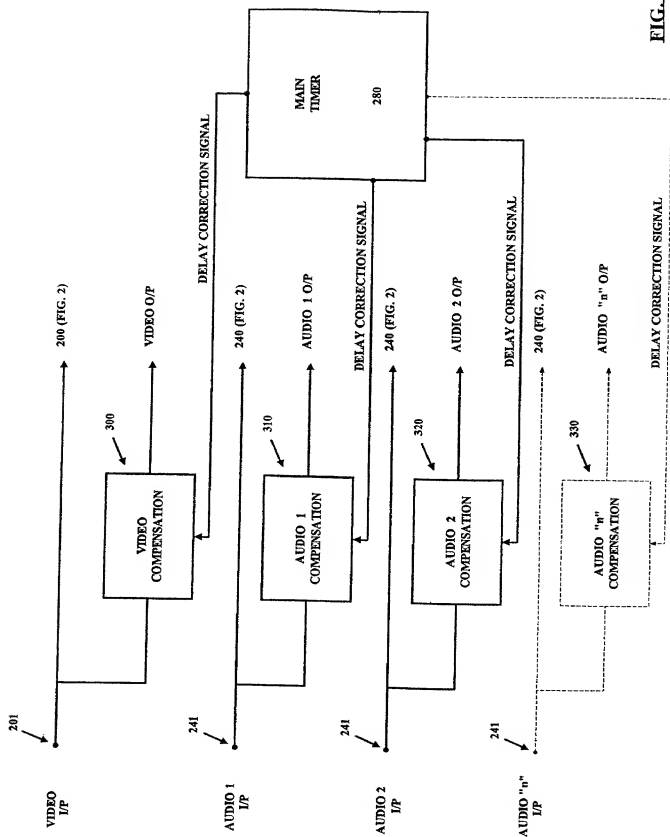 201
VIDEO
I/P
200 (FIG. 2)
300
VIDEO
COMPENSATION
VIDEO O/P
DELAY CORRECTION SIGNAL
241
AUDIO 1
I/P
240 (FIG. 2)
310
AUDIO 1
COMPENSATION
AUDIO 1 O/P
DELAY CORRECTION SIGNAL
MAIN
TIMER
280
241
AUDIO 2
I/P
240 (FIG. 2)
320
AUDIO 2
COMPENSATION
AUDIO 2 O/P
DELAY CORRECTION SIGNAL
241
AUDIO "n"
I/P
240 (FIG. 2)
330
AUDIO "n"
COMPENSATION
AUDIO "n" O/P
DELAY CORRECTION SIGNAL
FIG.